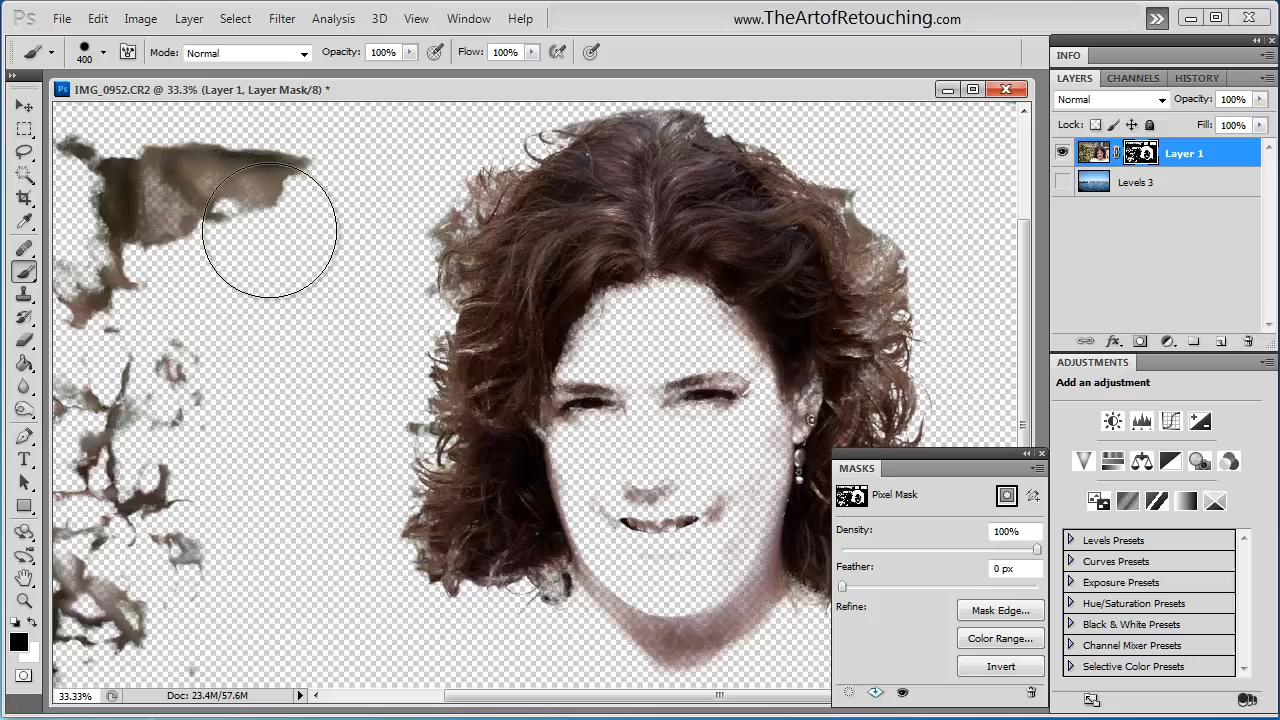 Ps File Edit Image Layer Select Filter Analysis 3D View Window Help www.TheArtofRetouching.com
400 Mode: Normal Opacity: 100% Flow: 100%
Ps IMG_0952.CR2 @ 33.3% (Layer 1, Layer Mask/8) *
INFO
LAYERS CHANNELS HISTORY
Normal Opacity: 100%
Lock: Fill: 100%
Layer 1
Levels 3
fx
ADJUSTMENTS
Add an adjustment
Levels Presets
Curves Presets
Exposure Presets
Hue/Saturation Presets
Black & White Presets
Channel Mixer Presets
Selective Color Presets
MASKS
Pixel Mask
Density: 100%
Feather: 0 px
Refine: Mask Edge...
Color Range...
Invert
T
33.33% Doc: 23.4M/57.6M